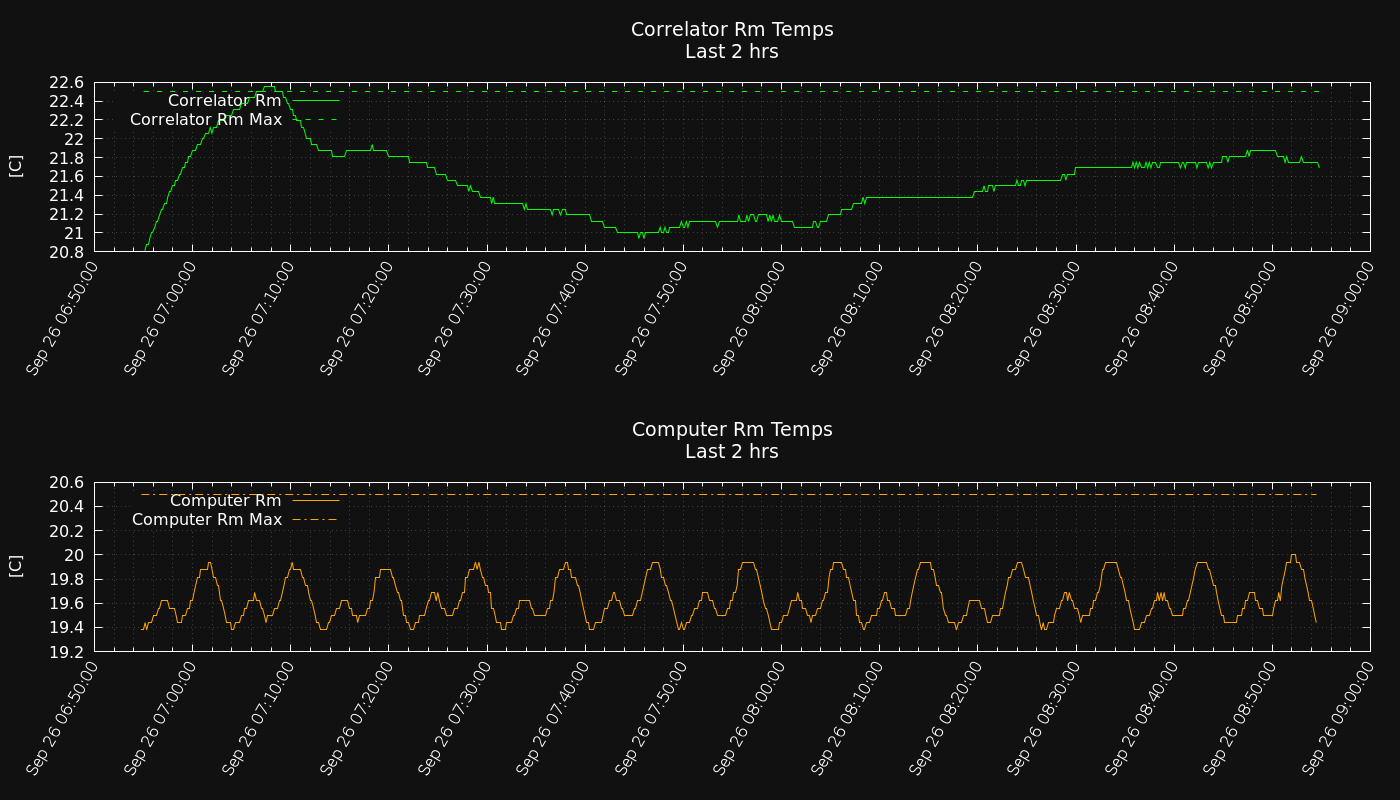 Correlator Rm Temps
Last 2 hrs
[C]
22.6
22.4
22.2
22
21.8
21.6
21.4
21.2
21
20.8
Correlator Rm
Correlator Rm Max
Sep 26 06:50:00
Sep 26 07:00:00
Sep 26 07:10:00
Sep 26 07:20:00
Sep 26 07:30:00
Sep 26 07:40:00
Sep 26 07:50:00
Sep 26 08:00:00
Sep 26 08:10:00
Sep 26 08:20:00
Sep 26 08:30:00
Sep 26 08:40:00
Sep 26 08:50:00
Sep 26 09:00:00
Computer Rm Temps
Last 2 hrs
[C]
20.6
20.4
20.2
20
19.8
19.6
19.4
19.2
Computer Rm
Computer Rm Max
Sep 26 06:50:00
Sep 26 07:00:00
Sep 26 07:10:00
Sep 26 07:20:00
Sep 26 07:30:00
Sep 26 07:40:00
Sep 26 07:50:00
Sep 26 08:00:00
Sep 26 08:10:00
Sep 26 08:20:00
Sep 26 08:30:00
Sep 26 08:40:00
Sep 26 08:50:00
Sep 26 09:00:00